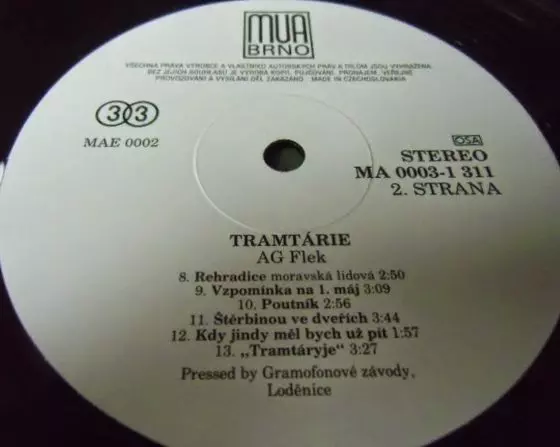 MUA
BRNO
VŠECHNA PRÁVA VÝROBCE A VLASTNÍKŮ AUTORSKÝCH PRÁV K DÍLŮM JSOU VYHRAZENA.
BEZ JEJICH SOUHLASU JE VÝROBA KOPIÍ, PŮJČOVÁNÍ, PRONÁJEM, VEŘEJNÉ
PROVOZOVÁNÍ A VYSÍLÁNÍ DĚL ZAKÁZÁNO. MADE IN CZECHOSLOVAKIA
33
MAE 0002
OSA
STEREO
MA 0003-1 311
2. STRANA
TRAMTÁRIE
AG Flek
8. Rehradice moravská lidová 2:50
9. Vzpomínka na 1. máj 3:09
10. Poutník 2:56
11. Štěrbinou ve dveřích 3:44
12. Kdy jindy měl bych už pít 1:57
13. „Tramtáryje" 3:27
Pressed by Gramofonové závody,
Loděnice